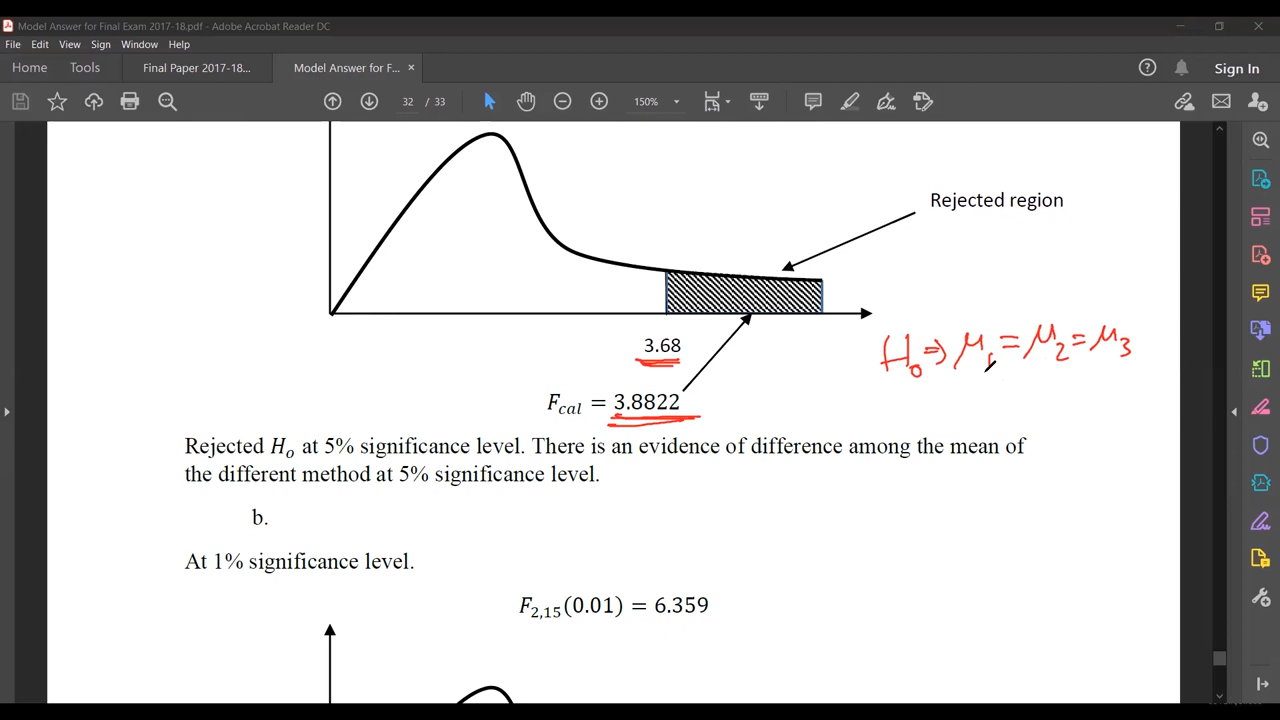 Model Answer for Final Exam 2017-18.pdf - Adobe Acrobat Reader DC
File Edit View Sign Window Help
Home Tools Final Paper 2017-18... Model Answer for F... × Sign In
32 / 33 150%
Rejected region
3.68
H₀ ⇒ μ₁ = μ₂ = μ₃
F_cal = 3.8822
Rejected Hₒ at 5% significance level. There is an evidence of difference among the mean of
the different method at 5% significance level.
b.
At 1% significance level.
F₂,₁₅(0.01) = 6.359